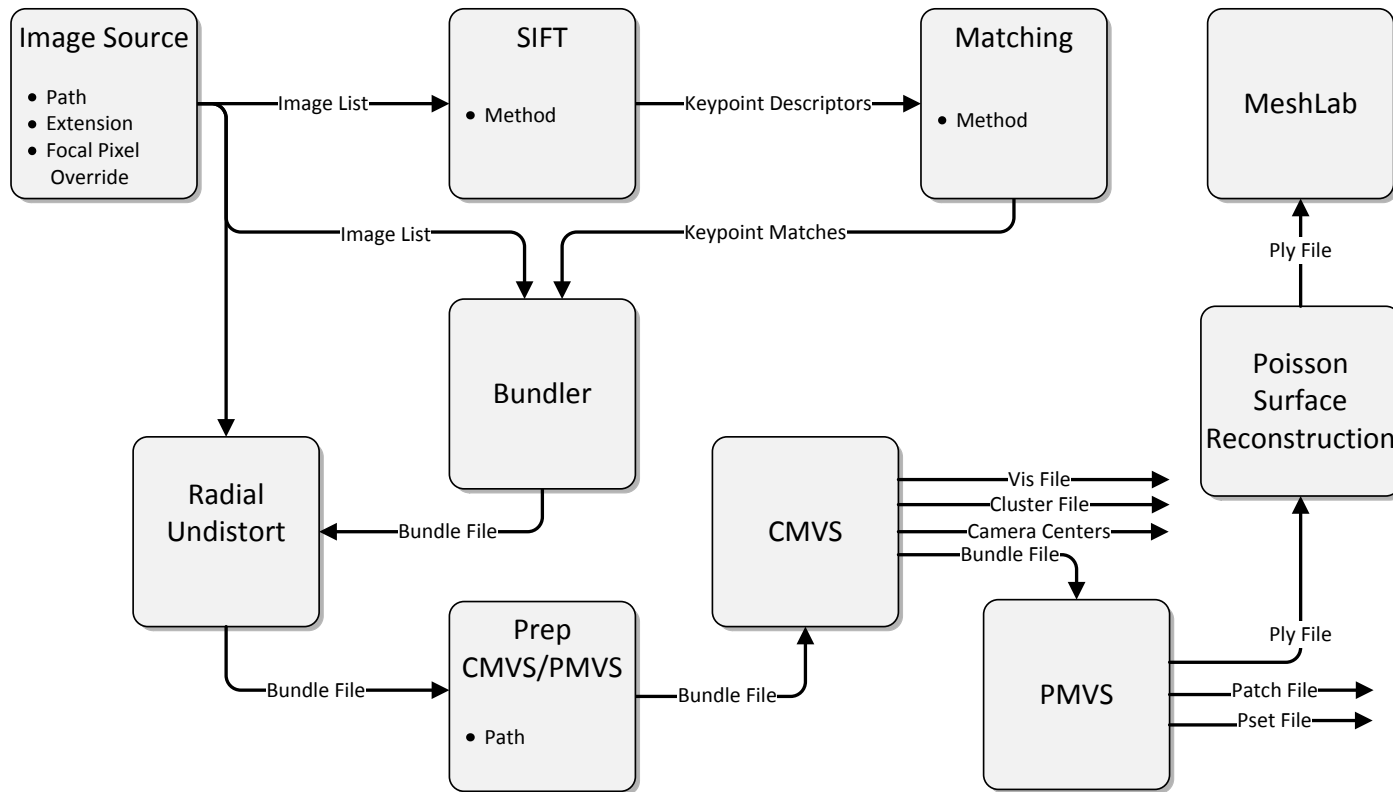 Image Source
• Path
• Extension
• Focal Pixel
Override
Image List
SIFT
• Method
Keypoint Descriptors
Matching
• Method
MeshLab
Image List
Keypoint Matches
Ply File
Bundler
Poisson
Surface
Reconstruction
Radial
Undistort
Bundle File
CMVS
Vis File
Cluster File
Camera Centers
Bundle File
Prep
CMVS/PMVS
• Path
Bundle File
Bundle File
PMVS
Ply File
Patch File
Pset File